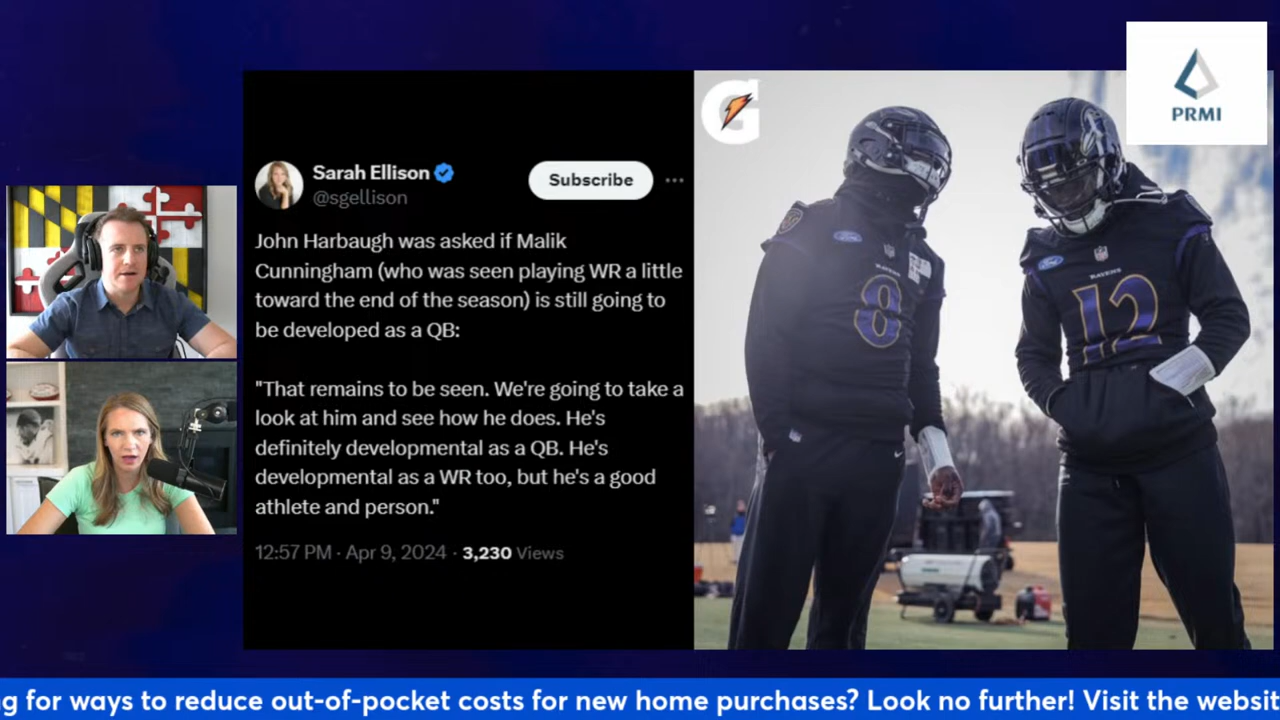 PRMI
G
Sarah Ellison
@sgellison
Subscribe
John Harbaugh was asked if Malik
Cunningham (who was seen playing WR a little
toward the end of the season) is still going to
be developed as a QB:
"That remains to be seen. We're going to take a
look at him and see how he does. He's
definitely developmental as a QB. He's
developmental as a WR too, but he's a good
athlete and person."
12:57 PM · Apr 9, 2024 · 3,230 Views
Ford
RAVENS
8
Ford
RAVENS
12
g for ways to reduce out-of-pocket costs for new home purchases? Look no further! Visit the websit